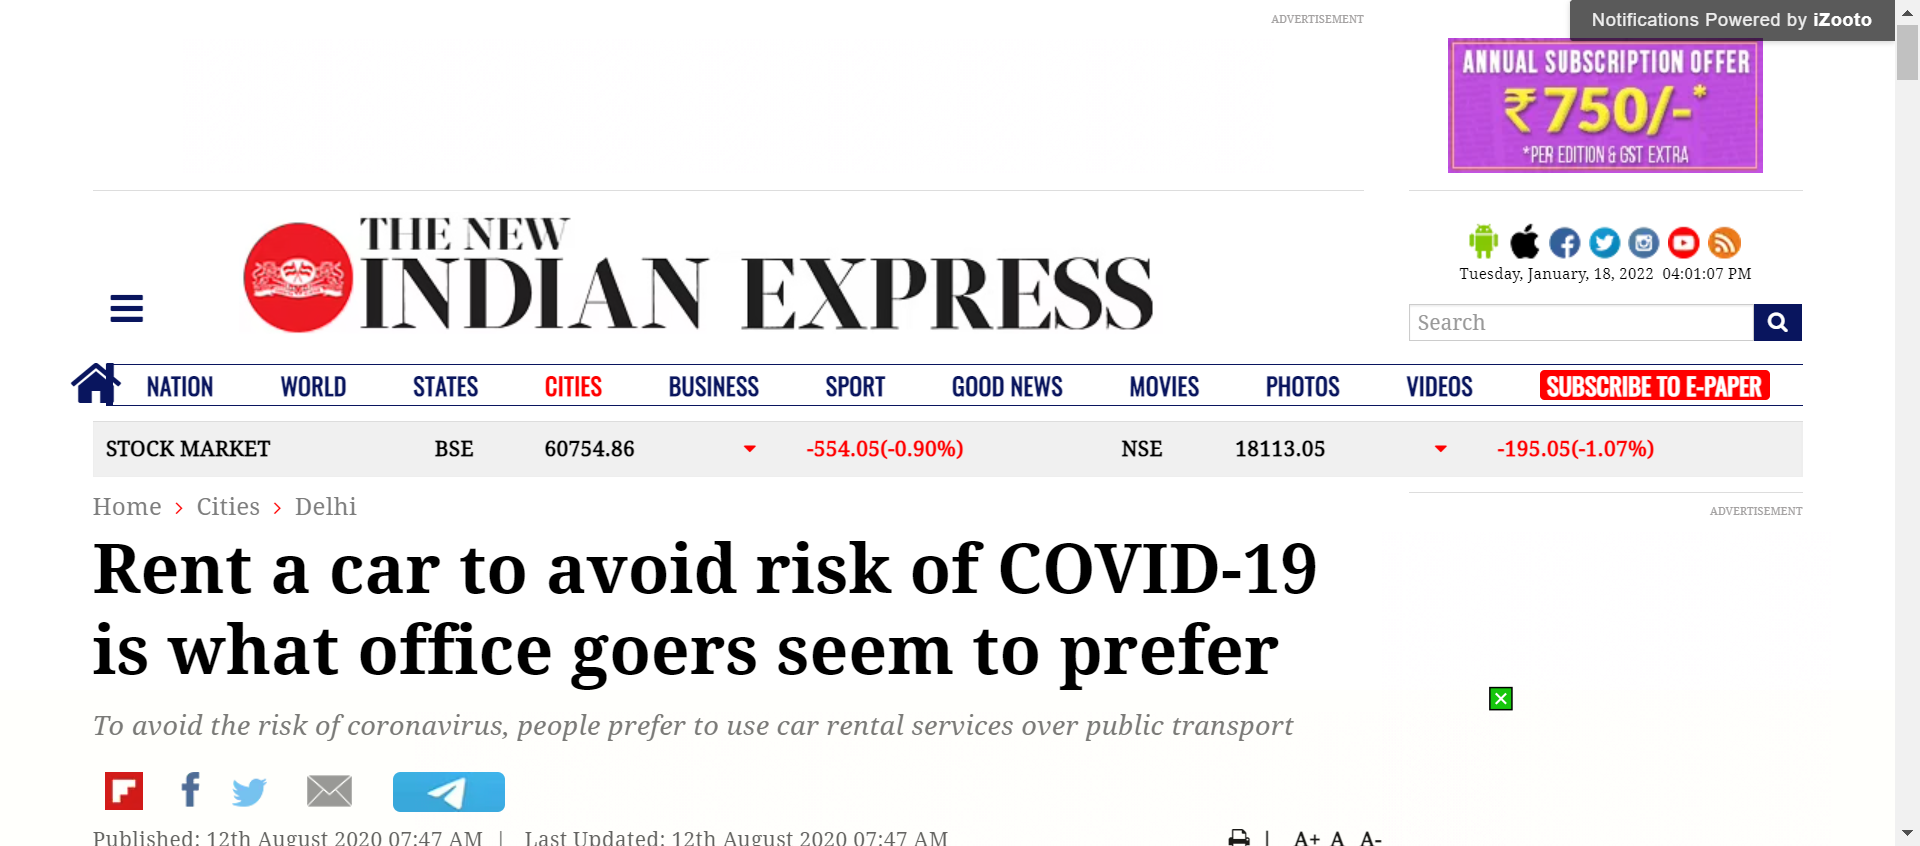 ADVERTISEMENT
Notifications Powered by iZooto
ANNUAL SUBSCRIPTION OFFER
₹750/-*
*PER EDITION & GST EXTRA
THE NEW
INDIAN EXPRESS
Tuesday, January, 18, 2022 04:01:07 PM
Search
NATION WORLD STATES CITIES BUSINESS SPORT GOOD NEWS MOVIES PHOTOS VIDEOS SUBSCRIBE TO E-PAPER
STOCK MARKET BSE 60754.86 -554.05(-0.90%) NSE 18113.05 -195.05(-1.07%)
Home > Cities > Delhi
ADVERTISEMENT
Rent a car to avoid risk of COVID-19
is what office goers seem to prefer
To avoid the risk of coronavirus, people prefer to use car rental services over public transport
Published: 12th August 2020 07:47 AM | Last Updated: 12th August 2020 07:47 AM | A+ A A-